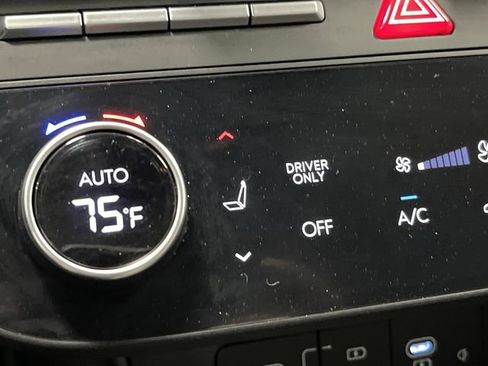 AUTO
75°F
DRIVER
ONLY
OFF
A/C